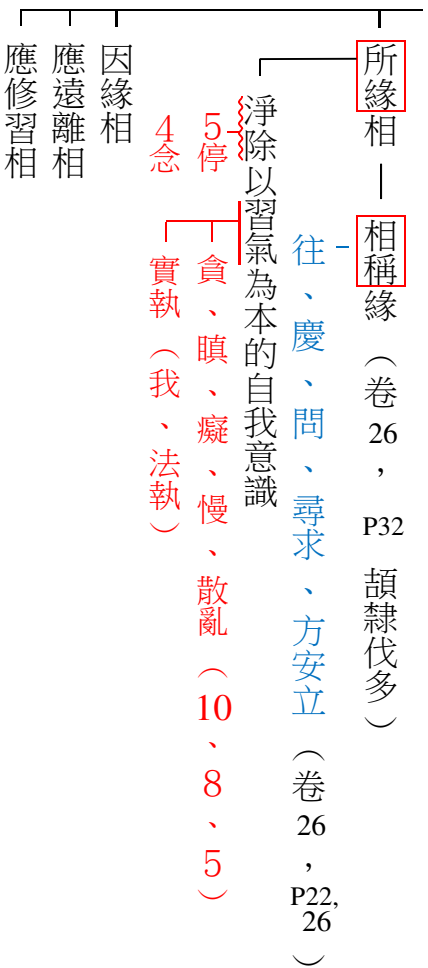 所緣相 — 相稱緣（卷26，P32 頡隸伐多）
往、慶、問、尋求、方安立（卷26，P22, 26）
淨除以習氣為本的自我意識
5停
貪、瞋、癡、慢、散亂（10、8、5）
4念
實執（我、法執）
因緣相
應遠離相
應修習相